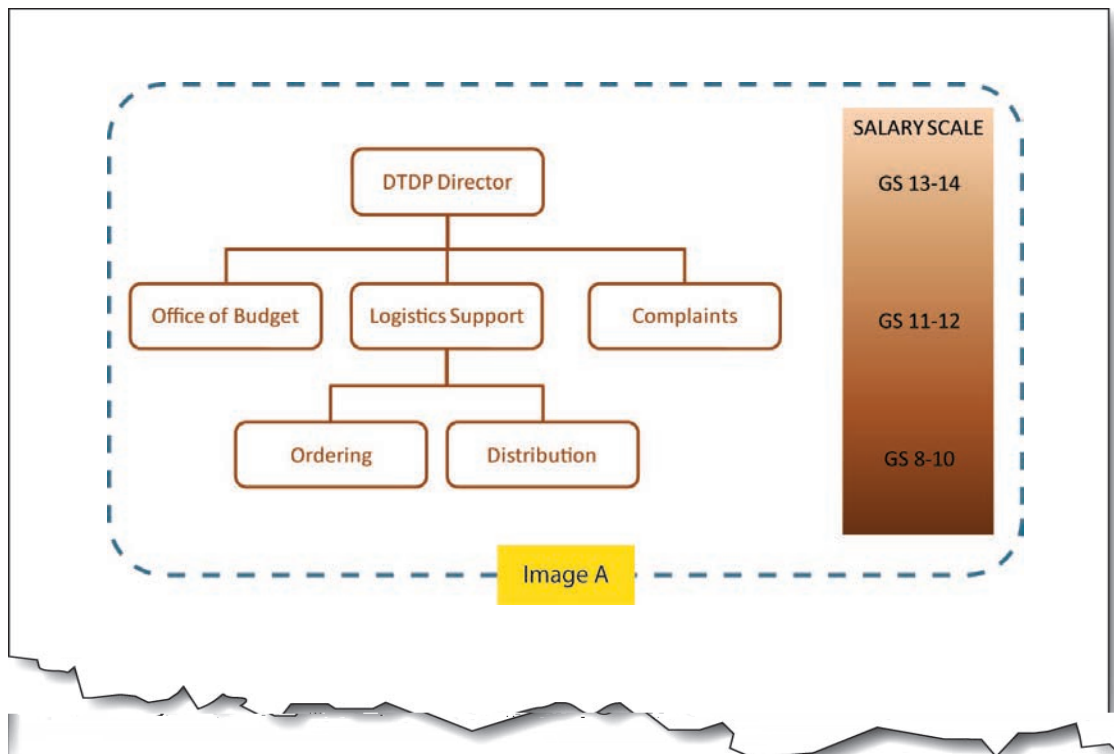 SALARY SCALE
DTDP Director
GS 13-14
Office of Budget
Logistics Support
Complaints
GS 11-12
Ordering
Distribution
GS 8-10
Image A